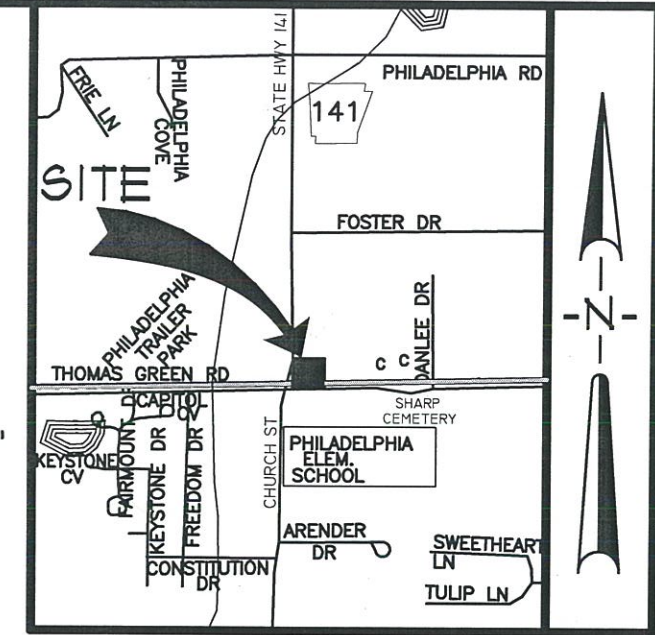 STATE HWY 141
PHILADELPHIA RD
FRIE LN
PHILADELPHIA
COVE
141
SITE
FOSTER DR
-N-
PHILADELPHIA
TRAILER
PARK
DANLEE DR
C C
THOMAS GREEN RD
CAPITOL
CV
SHARP
CEMETERY
KEYSTONE
CV
FAIRMOUNT DR
KEYSTONE DR
FREEDOM DR
CHURCH ST
PHILADELPHIA
ELEM.
SCHOOL
ARENDER
DR
CONSTITUTION
DR
SWEETHEART
LN
TULIP LN